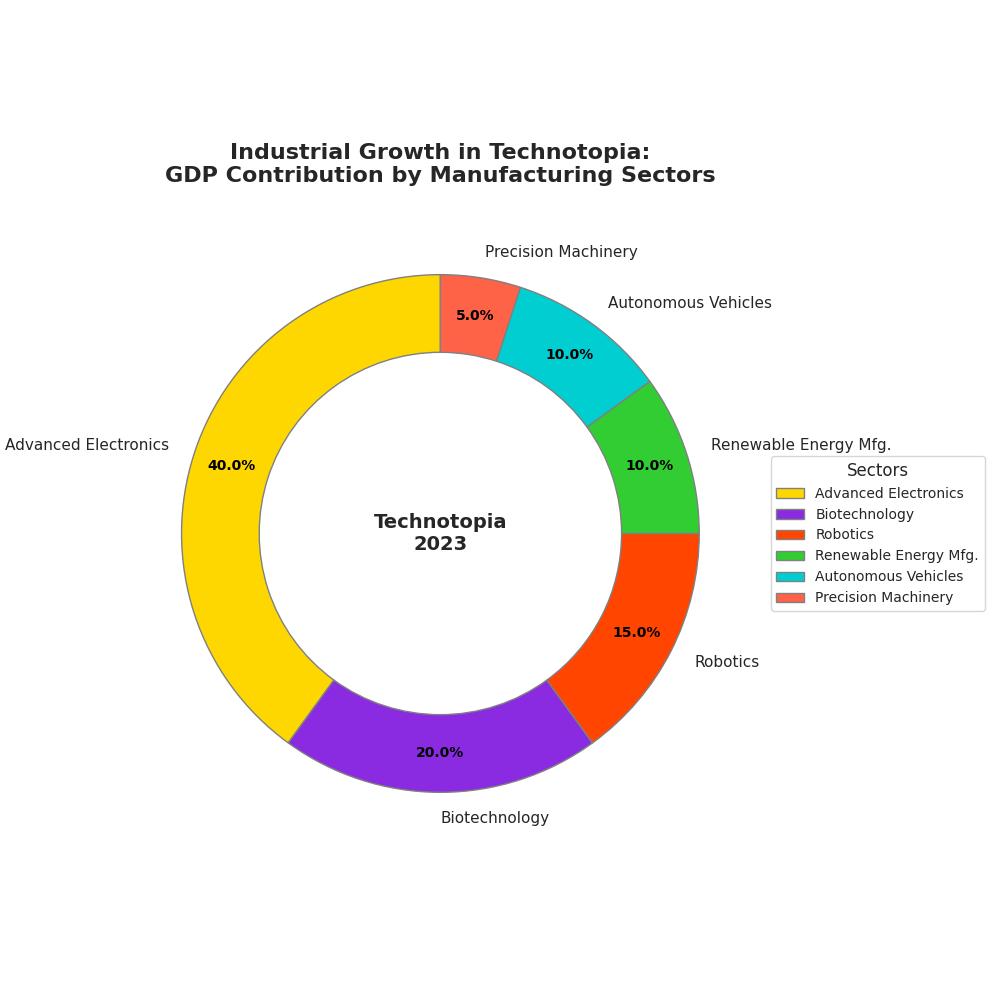 Industrial Growth in Technotopia:
GDP Contribution by Manufacturing Sectors
Precision Machinery
Autonomous Vehicles
5.0%
10.0%
Advanced Electronics
Renewable Energy Mfg.
40.0%
10.0%
Sectors
Advanced Electronics
Biotechnology
Robotics
Renewable Energy Mfg.
Autonomous Vehicles
Precision Machinery
Technotopia
2023
15.0%
Robotics
20.0%
Biotechnology